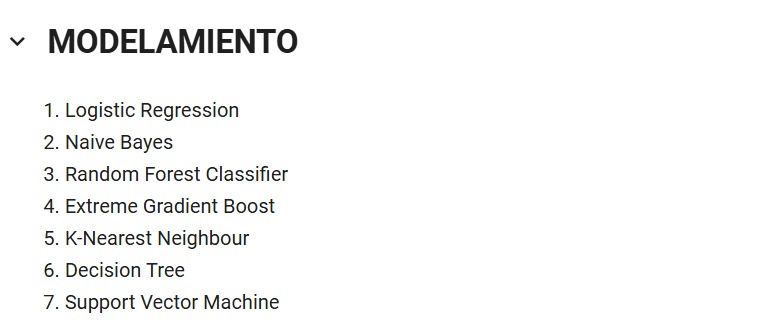 MODELAMIENTO
1. Logistic Regression
2. Naive Bayes
3. Random Forest Classifier
4. Extreme Gradient Boost
5. K-Nearest Neighbour
6. Decision Tree
7. Support Vector Machine